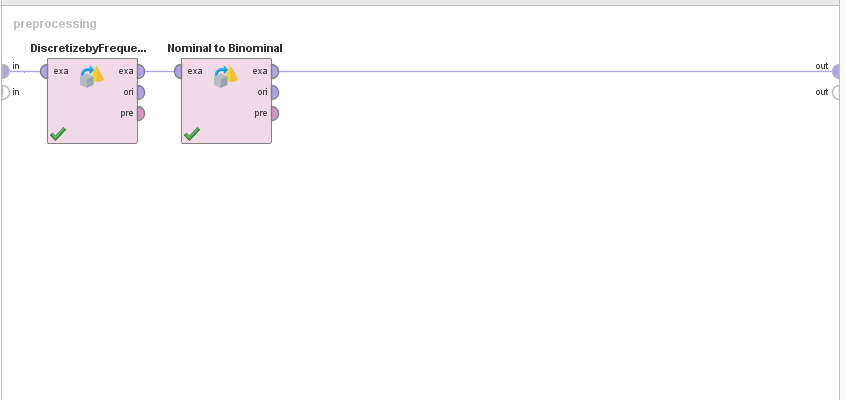 preprocessing
DiscretizebyFreque... Nominal to Binominal
in exa exa exa exa out
in ori ori out
pre pre